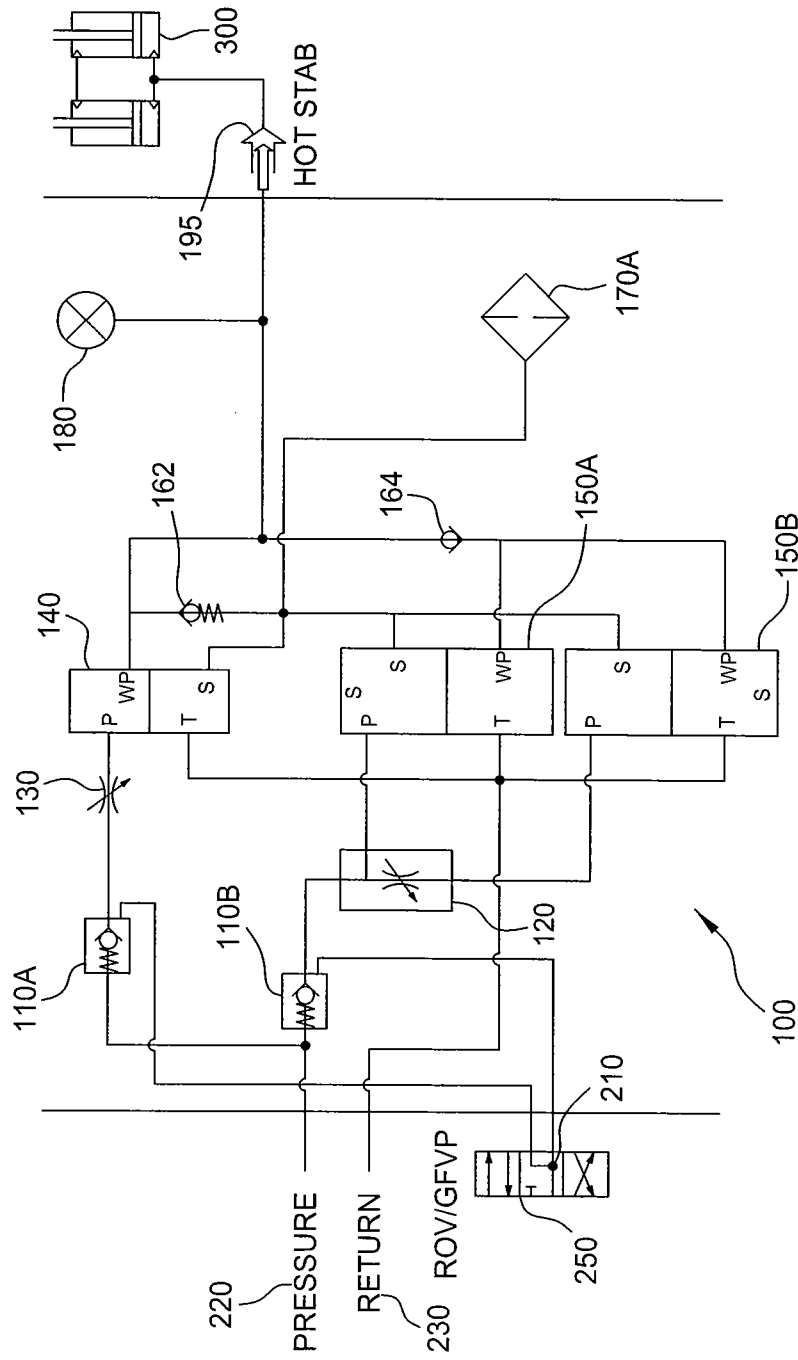 300
HOT STAB
195
180
170A
162
164
140
150A
150B
P
WP
T
S
S
P
S
T
WP
P
S
T
WP
S
130
120
110A
110B
100
210
ROV/GFVP
250
PRESSURE
220
RETURN
230